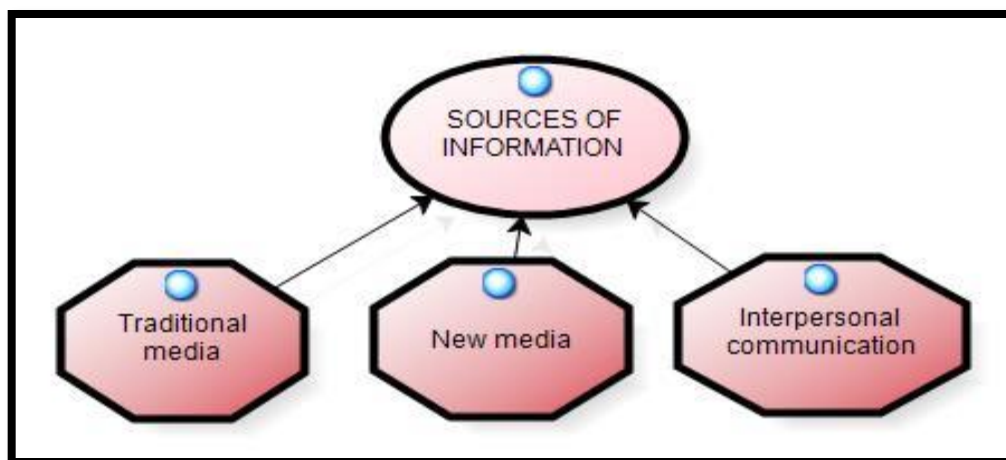 SOURCES OF
INFORMATION
Traditional
media
New media
Interpersonal
communication